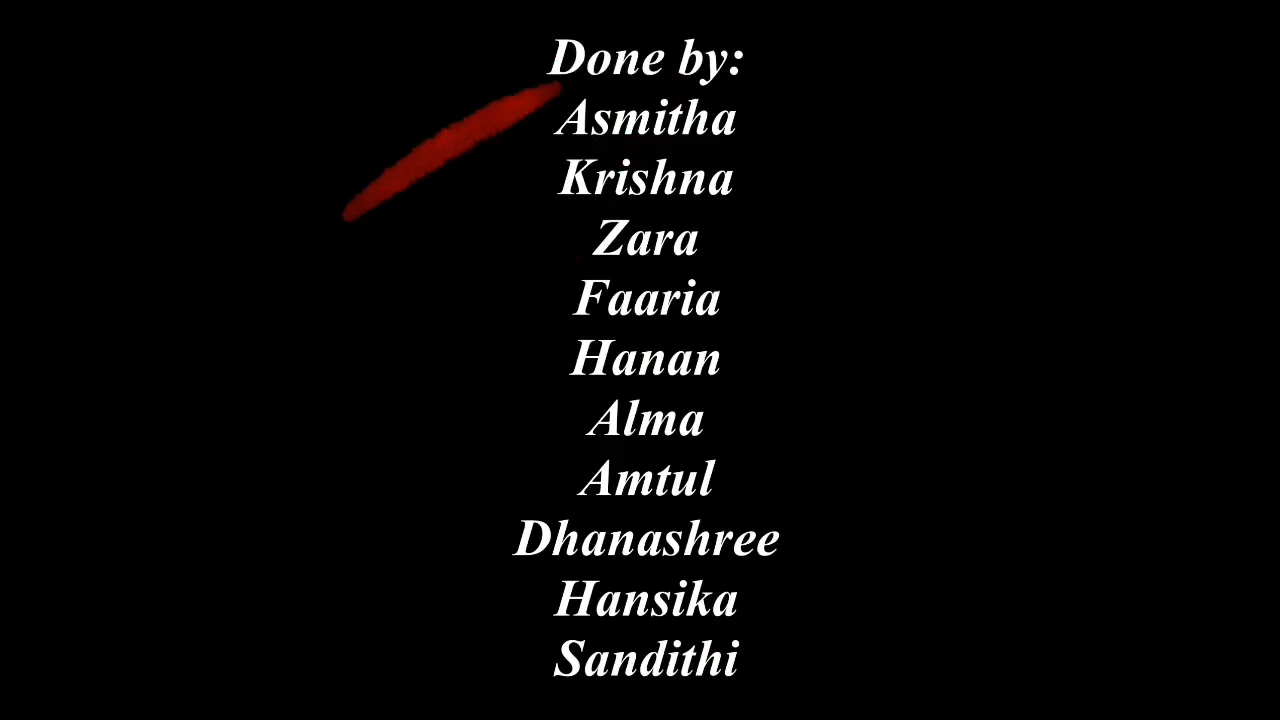 Done by:
Asmitha
Krishna
Zara
Faaria
Hanan
Alma
Amtul
Dhanashree
Hansika
Sandithi